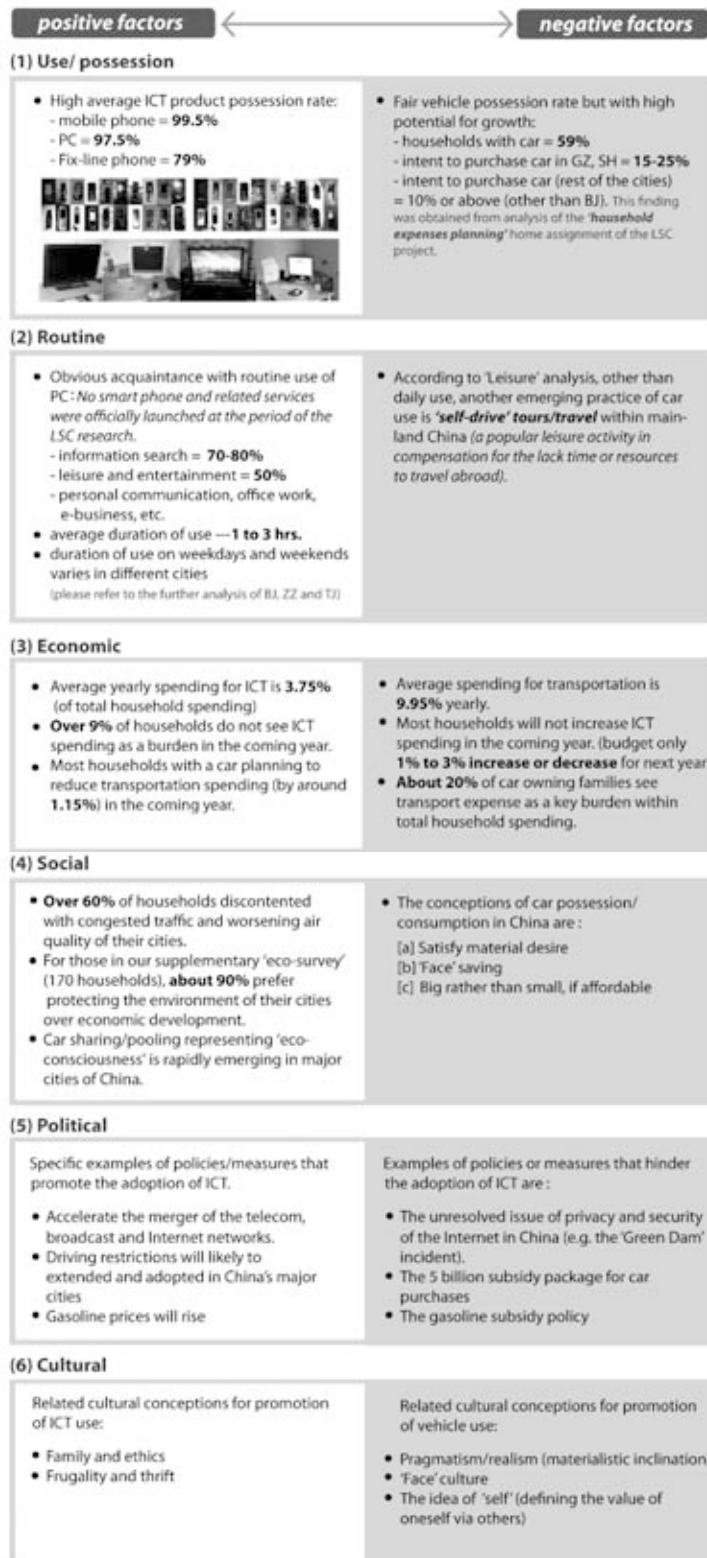 positive factors
negative factors
(1) Use/ possession
• High average ICT product possession rate:
- mobile phone = 99.5%
- PC = 97.5%
- Fix-line phone = 79%
• Fair vehicle possession rate but with high
potential for growth:
- households with car = 59%
- intent to purchase car in GZ, SH = 15-25%
- intent to purchase car (rest of the cities)
= 10% or above (other than BJ). This finding
was obtained from analysis of the 'household
expenses planning' home assignment of the LSC
project.
(2) Routine
• Obvious acquaintance with routine use of
PC: No smart phone and related services
were officially launched at the period of the
LSC research.
- information search = 70-80%
- leisure and entertainment = 50%
- personal communication, office work,
e-business, etc.
• average duration of use —1 to 3 hrs.
• duration of use on weekdays and weekends
varies in different cities
(please refer to the further analysis of BJ, ZZ and TJ)
• According to 'Leisure' analysis, other than
daily use, another emerging practice of car
use is 'self-drive' tours/travel within main-
land China (a popular leisure activity in
compensation for the lack time or resources
to travel abroad).
(3) Economic
• Average yearly spending for ICT is 3.75%
(of total household spending)
• Over 9% of households do not see ICT
spending as a burden in the coming year.
• Most households with a car planning to
reduce transportation spending (by around
1.15%) in the coming year.
• Average spending for transportation is
9.95% yearly.
• Most households will not increase ICT
spending in the coming year. (budget only
1% to 3% increase or decrease for next year
• About 20% of car owning families see
transport expense as a key burden within
total household spending.
(4) Social
• Over 60% of households discontented
with congested traffic and worsening air
quality of their cities.
• For those in our supplementary 'eco-survey'
(170 households), about 90% prefer
protecting the environment of their cities
over economic development.
• Car sharing/pooling representing 'eco-
consciousness' is rapidly emerging in major
cities of China.
• The conceptions of car possession/
consumption in China are :
[a] Satisfy material desire
[b] 'Face' saving
[c] Big rather than small, if affordable
(5) Political
Specific examples of policies/measures that
promote the adoption of ICT.
• Accelerate the merger of the telecom,
broadcast and Internet networks.
• Driving restrictions will likely to
extended and adopted in China's major
cities
• Gasoline prices will rise
Examples of policies or measures that hinder
the adoption of ICT are :
• The unresolved issue of privacy and security
of the Internet in China (e.g. the 'Green Dam'
incident).
• The 5 billion subsidy package for car
purchases
• The gasoline subsidy policy
(6) Cultural
Related cultural conceptions for promotion
of ICT use:
• Family and ethics
• Frugality and thrift
Related cultural conceptions for promotion
of vehicle use:
• Pragmatism/realism (materialistic inclination
• 'Face' culture
• The idea of 'self' (defining the value of
oneself via others)